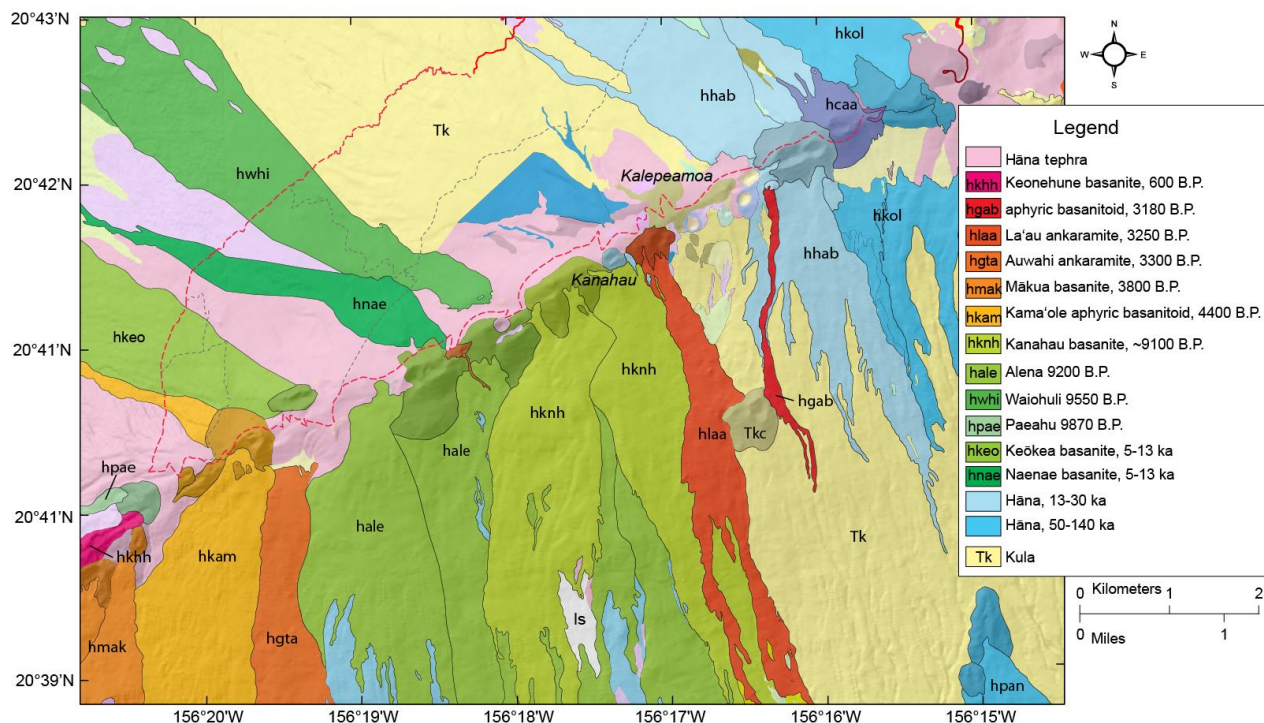 20°43’N
20°42’N
20°41’N
20°41’N
20°39’N
hkol
hhab
hcaa
Tk
hwhi
Kalepeamoa
hkol
hhab
Kanahau
hnae
hkeo
hknh
hknh
hgab
hale
hlaa
Tkc
hpae
hale
Tk
hkam
hkhh
ls
hmak
hgta
hpan
156°20’W
156°19’W
156°18’W
156°17’W
156°16’W
156°15’W
N
W
E
S
Legend
Hāna tephra
hkhh Keonehune basanite, 600 B.P.
hgab aphyric basanitoid, 3180 B.P.
hlaa La‘au ankaramite, 3250 B.P.
hgta Auwahi ankaramite, 3300 B.P.
hmak Mākua basanite, 3800 B.P.
hkam Kama‘ole aphyric basanitoid, 4400 B.P.
hknh Kanahau basanite, ~9100 B.P.
hale Alena 9200 B.P.
hwhi Waiohuli 9550 B.P.
hpae Paeahu 9870 B.P.
hkeo Keōkea basanite, 5-13 ka
hnae Naenae basanite, 5-13 ka
Hāna, 13-30 ka
Hāna, 50-140 ka
Tk Kula
0 Kilometers 1 2
0 Miles 1